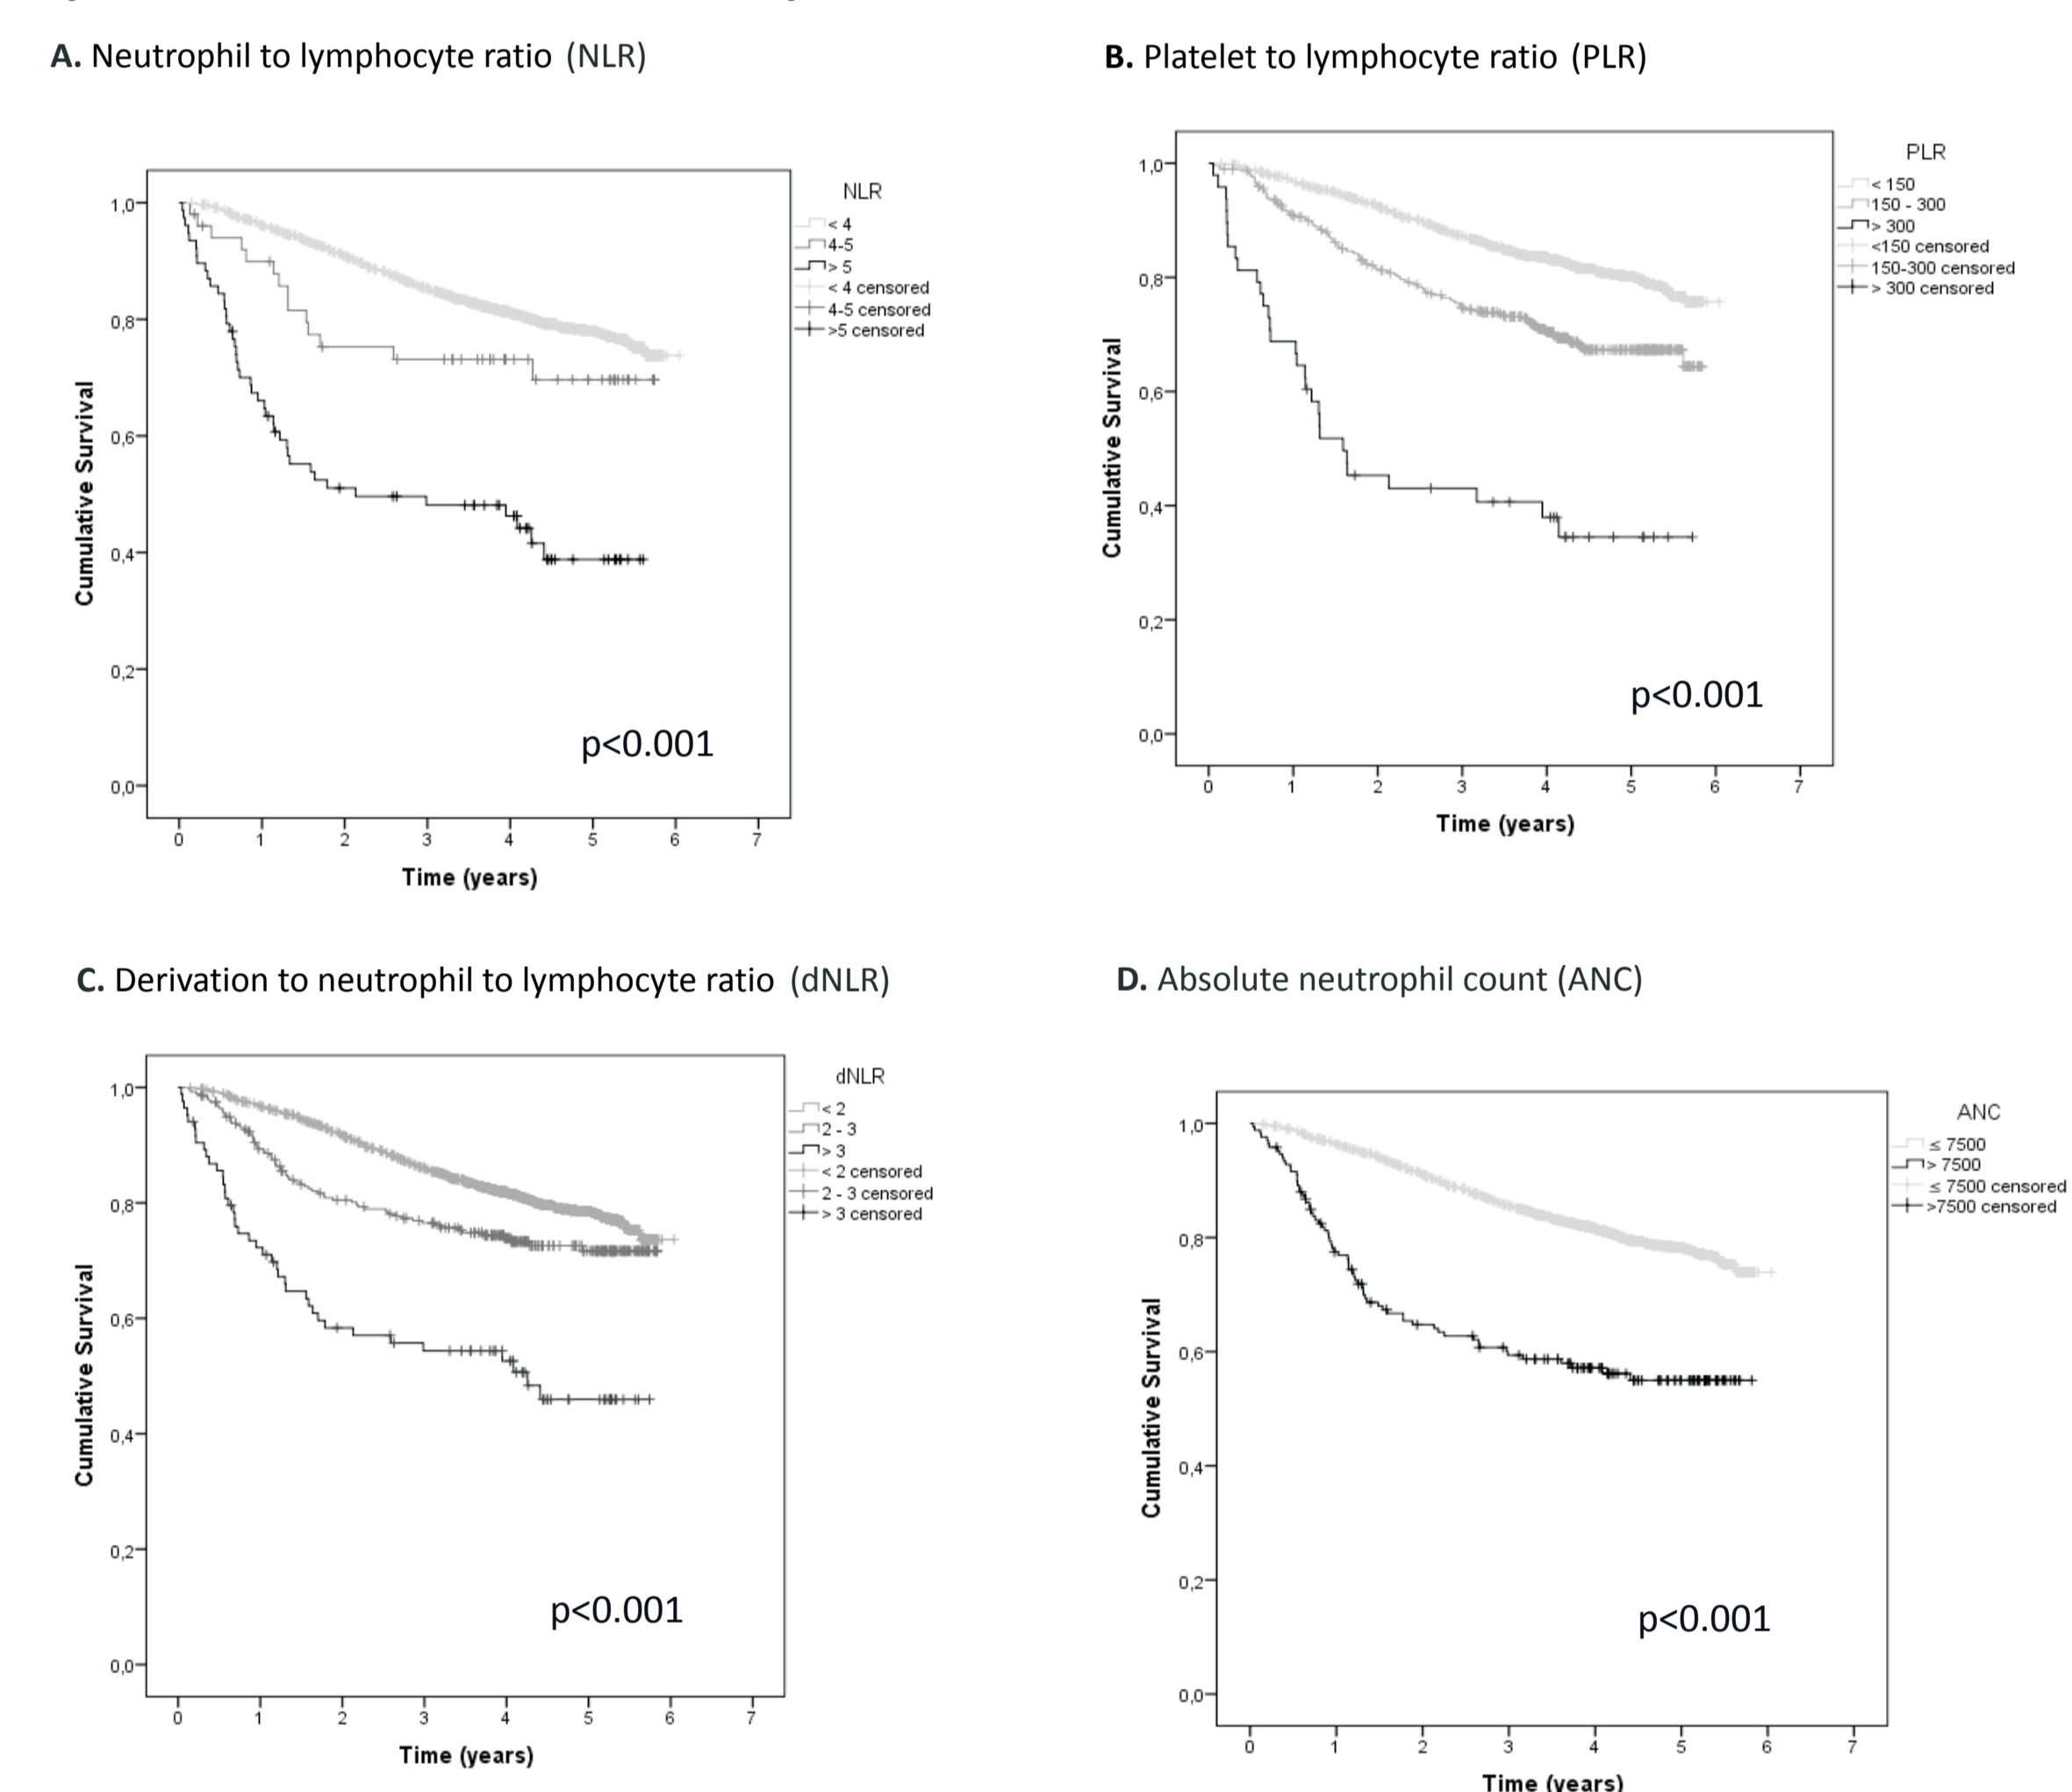 A. Neutrophil to lymphocyte ratio (NLR)
1,0
0,8
0,6
0,4
0,2
0,0
Cumulative Survival
0 1 2 3 4 5 6 7
Time (years)
p<0.001
NLR
< 4
4-5
> 5
< 4 censored
4-5 censored
>5 censored
B. Platelet to lymphocyte ratio (PLR)
1,0
0,8
0,6
0,4
0,2
0,0
Cumulative Survival
0 1 2 3 4 5 6 7
Time (years)
p<0.001
PLR
< 150
150 - 300
> 300
<150 censored
150-300 censored
> 300 censored
C. Derivation to neutrophil to lymphocyte ratio (dNLR)
1,0
0,8
0,6
0,4
0,2
0,0
Cumulative Survival
0 1 2 3 4 5 6 7
Time (years)
p<0.001
dNLR
< 2
2 - 3
> 3
< 2 censored
2 - 3 censored
> 3 censored
D. Absolute neutrophil count (ANC)
1,0
0,8
0,6
0,4
0,2
0,0
Cumulative Survival
0 1 2 3 4 5 6 7
Time (years)
p<0.001
ANC
≤ 7500
> 7500
≤ 7500 censored
>7500 censored